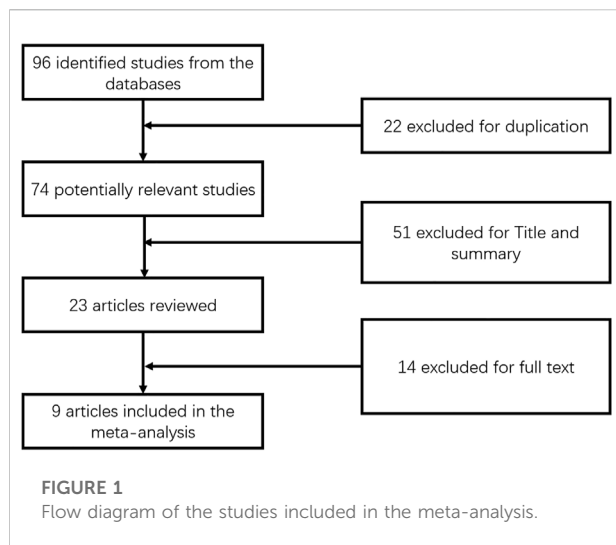 96 identified studies from the
databases
22 excluded for duplication
74 potentially relevant studies
51 excluded for Title and
summary
23 articles reviewed
14 excluded for full text
9 articles included in the
meta-analysis
FIGURE 1
Flow diagram of the studies included in the meta-analysis.